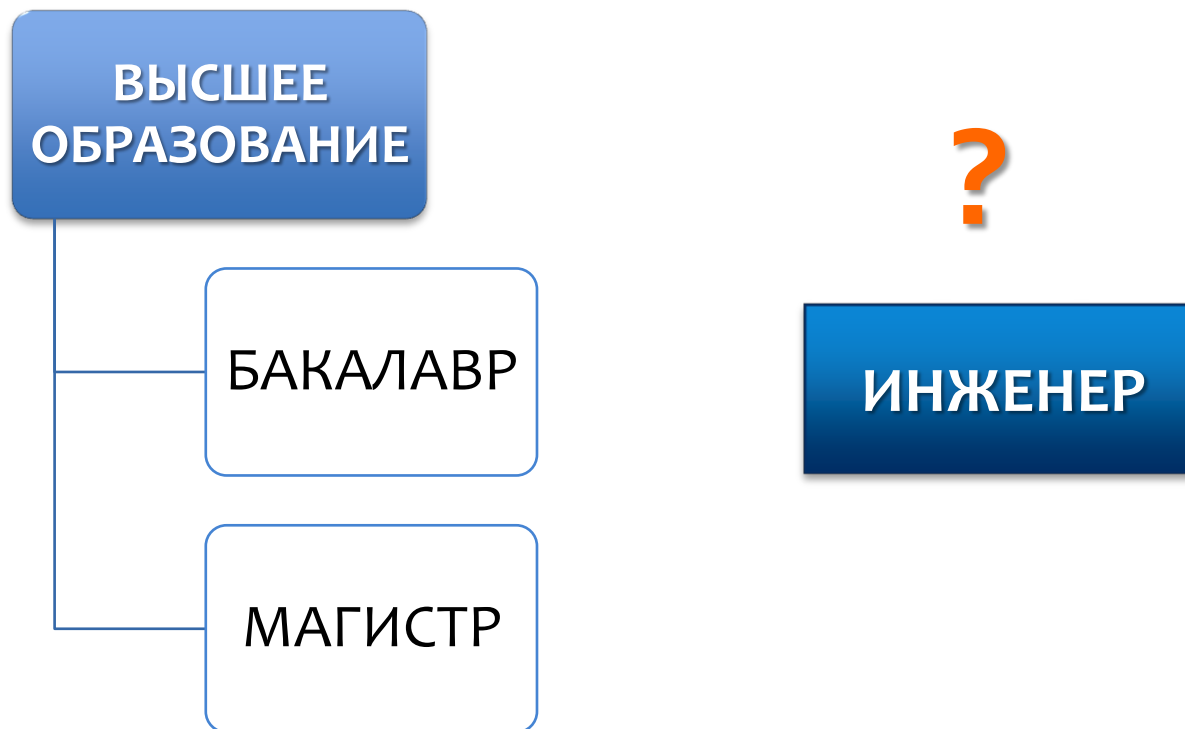 ВЫСШЕЕ
ОБРАЗОВАНИЕ
?
БАКАЛАВР
ИНЖЕНЕР
МАГИСТР